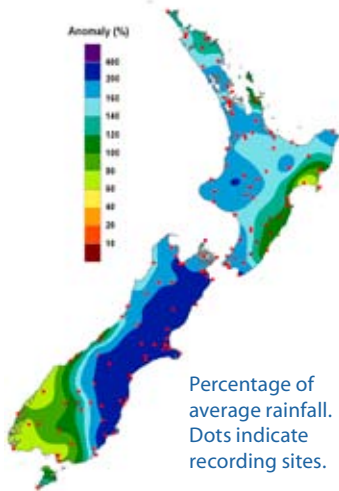 Anomaly (%)
400
200
160
140
120
100
80
60
40
20
10
Percentage of
average rainfall.
Dots indicate
recording sites.